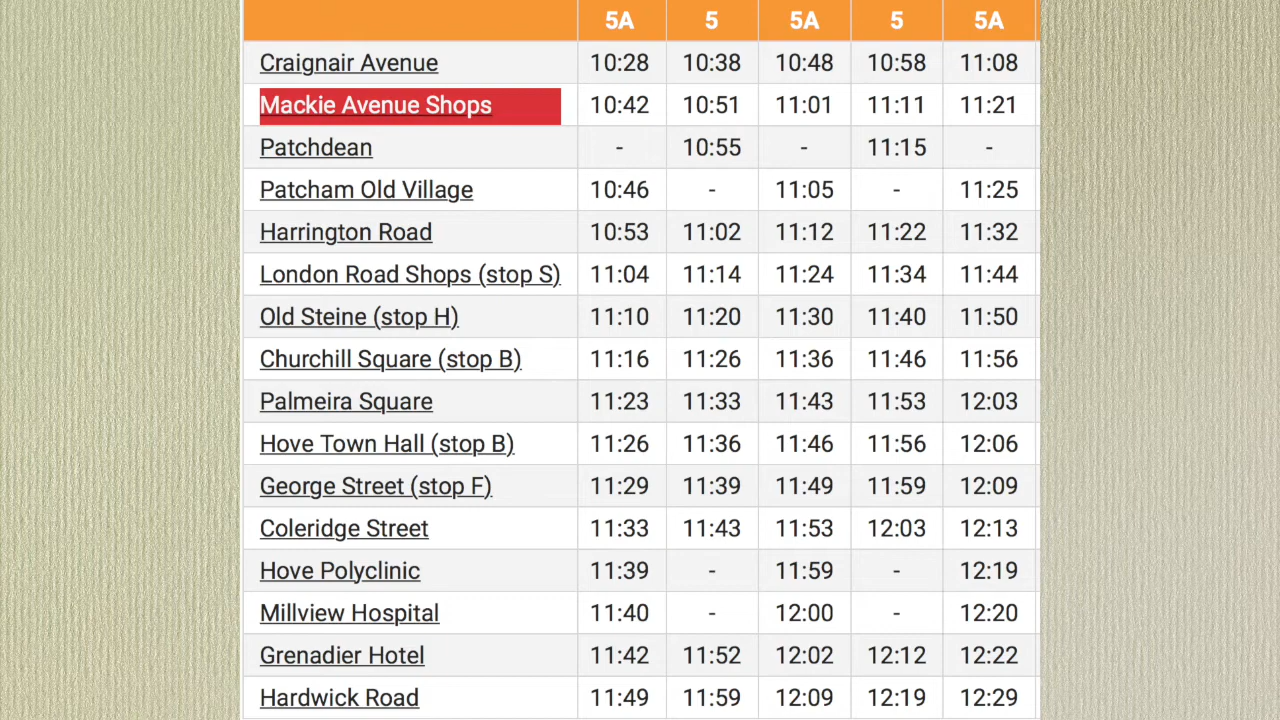 5A 5 5A 5 5A
Craignair Avenue 10:28 10:38 10:48 10:58 11:08
Mackie Avenue Shops 10:42 10:51 11:01 11:11 11:21
Patchdean - 10:55 - 11:15 -
Patcham Old Village 10:46 - 11:05 - 11:25
Harrington Road 10:53 11:02 11:12 11:22 11:32
London Road Shops (stop S) 11:04 11:14 11:24 11:34 11:44
Old Steine (stop H) 11:10 11:20 11:30 11:40 11:50
Churchill Square (stop B) 11:16 11:26 11:36 11:46 11:56
Palmeira Square 11:23 11:33 11:43 11:53 12:03
Hove Town Hall (stop B) 11:26 11:36 11:46 11:56 12:06
George Street (stop F) 11:29 11:39 11:49 11:59 12:09
Coleridge Street 11:33 11:43 11:53 12:03 12:13
Hove Polyclinic 11:39 - 11:59 - 12:19
Millview Hospital 11:40 - 12:00 - 12:20
Grenadier Hotel 11:42 11:52 12:02 12:12 12:22
Hardwick Road 11:49 11:59 12:09 12:19 12:29